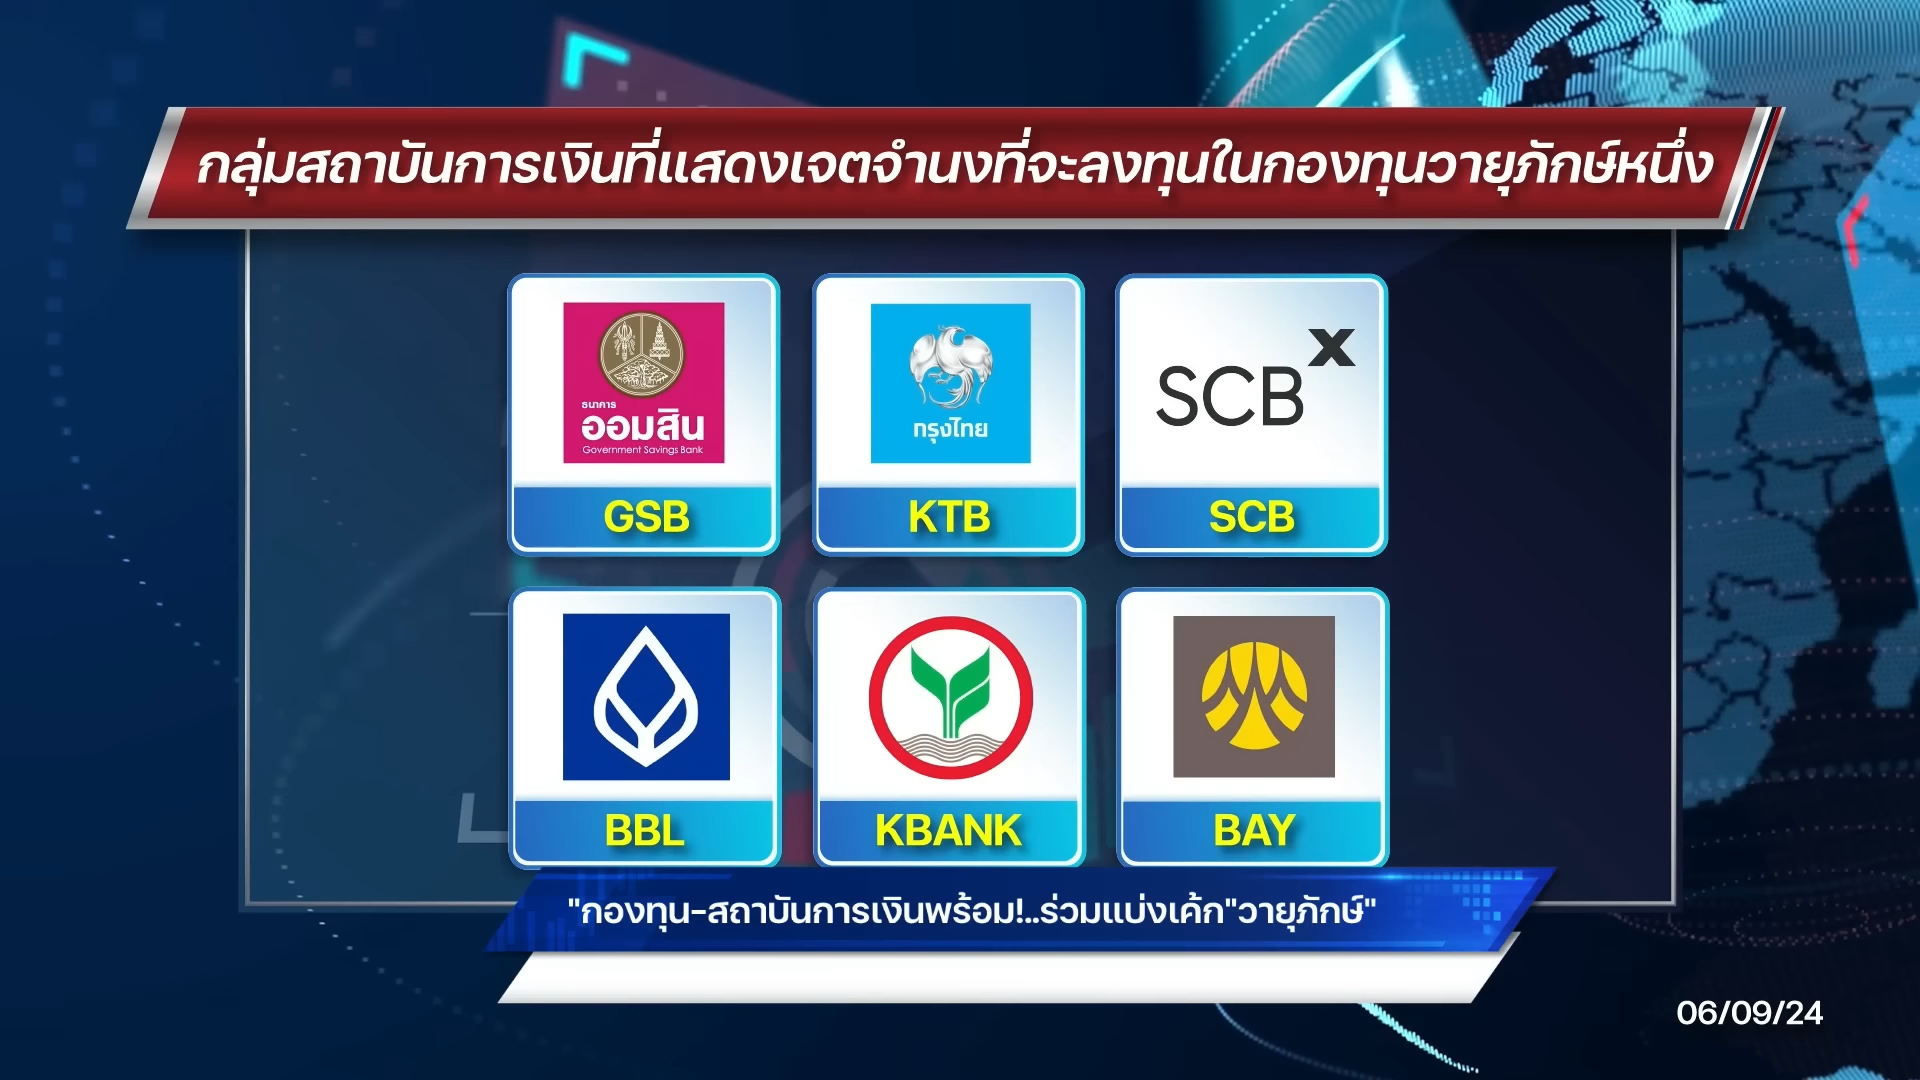 กลุ่มสถาบันการเงินที่แสดงเจตจำนงที่จะลงทุนในกองทุนวายุภักษ์หนึ่ง
ธนาคาร
ออมสิน
Government Savings Bank
GSB
กรุงไทย
KTB
SCB X
SCB
BBL
KBANK
BAY
"กองทุน-สถาบันการเงินพร้อม!..ร่วมแบ่งเค้ก"วายุภักษ์"
06/09/24